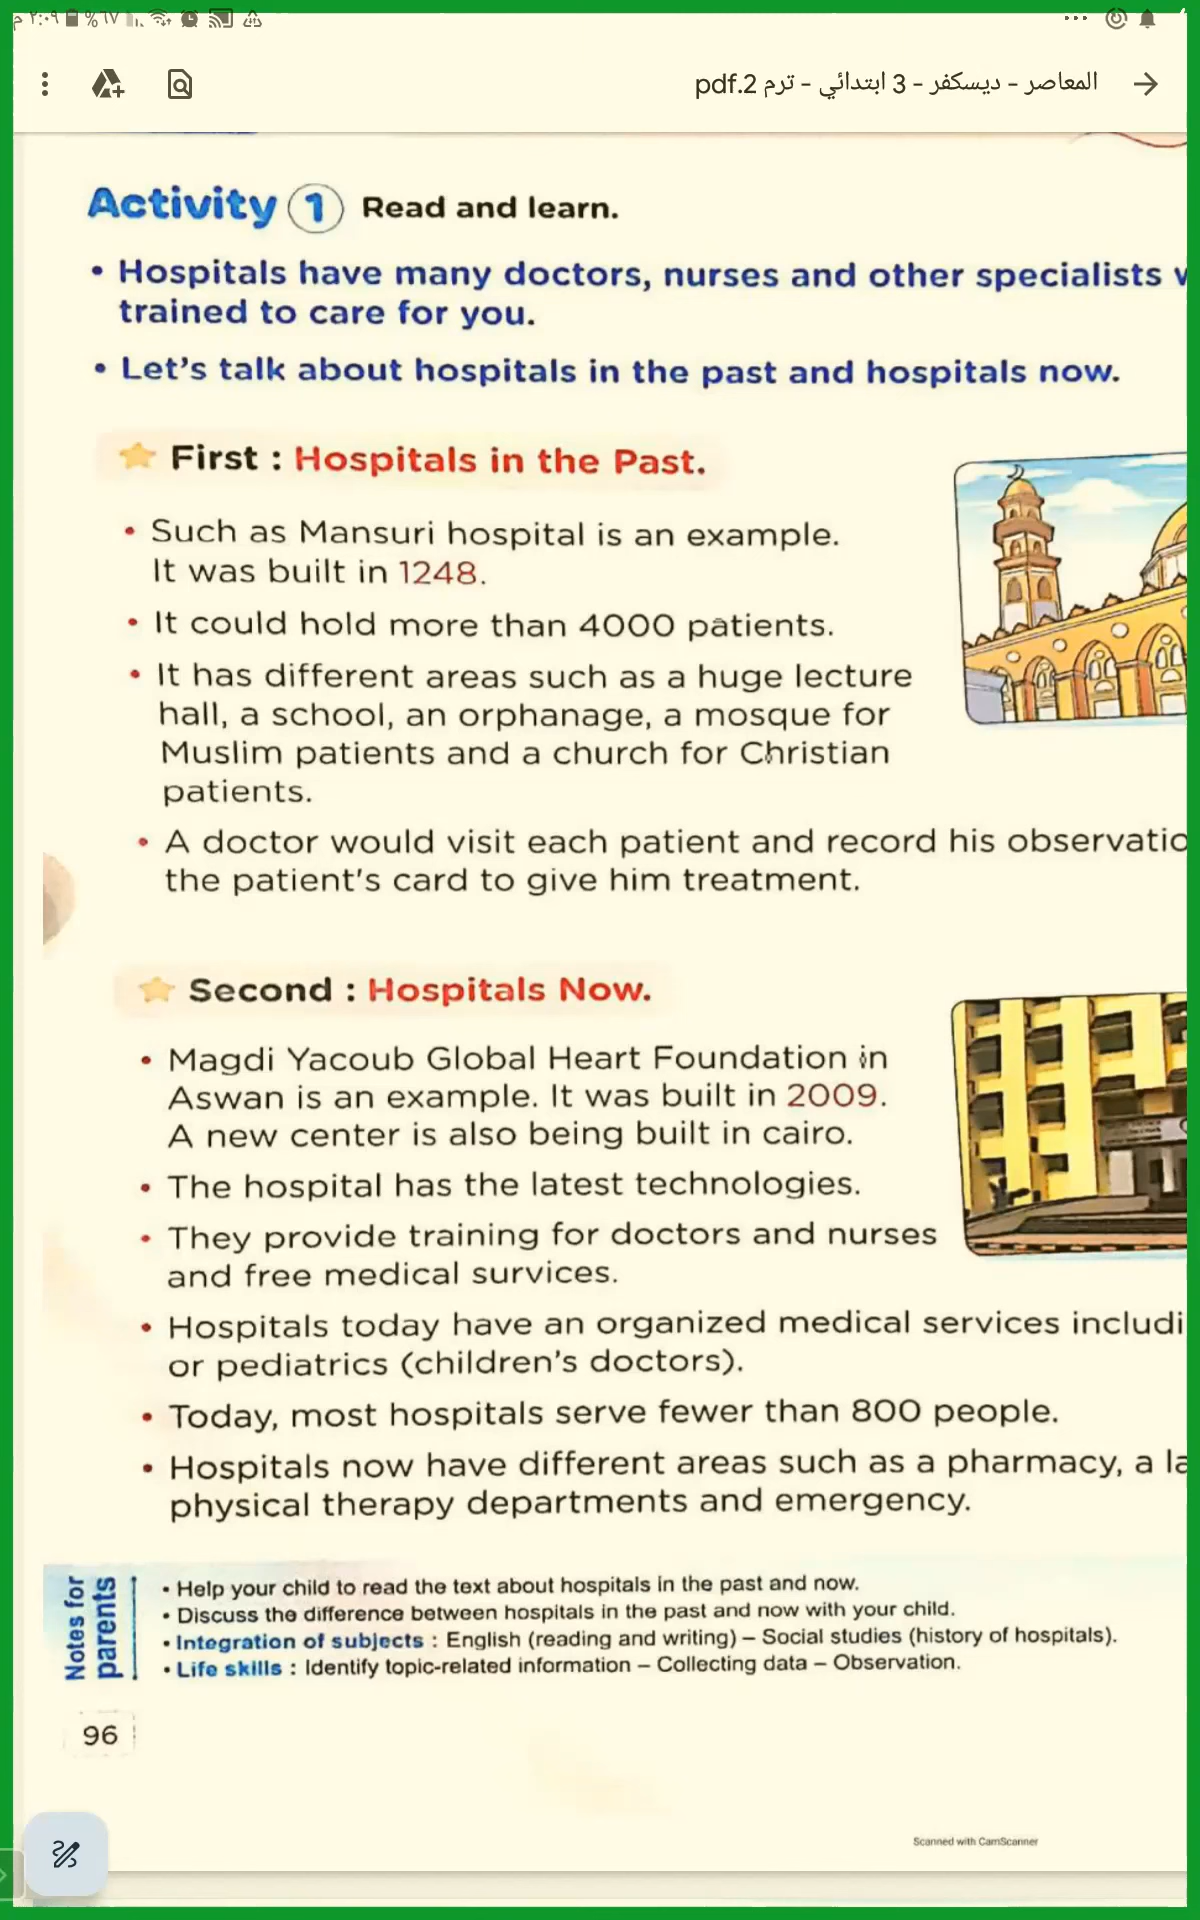 ٢:٠٩ م ٦٧%
المعاصر - ديسكفر - 3 ابتدائي - ترم 2.pdf
Activity 1 Read and learn.
• Hospitals have many doctors, nurses and other specialists
trained to care for you.
• Let's talk about hospitals in the past and hospitals now.
First : Hospitals in the Past.
• Such as Mansuri hospital is an example.
It was built in 1248.
• It could hold more than 4000 patients.
• It has different areas such as a huge lecture
hall, a school, an orphanage, a mosque for
Muslim patients and a church for Christian
patients.
• A doctor would visit each patient and record his observatio
the patient's card to give him treatment.
Second : Hospitals Now.
• Magdi Yacoub Global Heart Foundation in
Aswan is an example. It was built in 2009.
A new center is also being built in cairo.
• The hospital has the latest technologies.
• They provide training for doctors and nurses
and free medical survices.
• Hospitals today have an organized medical services includi
or pediatrics (children's doctors).
• Today, most hospitals serve fewer than 800 people.
• Hospitals now have different areas such as a pharmacy, a la
physical therapy departments and emergency.
Notes for
parents
• Help your child to read the text about hospitals in the past and now.
• Discuss the difference between hospitals in the past and now with your child.
• Integration of subjects : English (reading and writing) – Social studies (history of hospitals).
• Life skills : Identify topic-related information – Collecting data – Observation.
96
Scanned with CamScanner